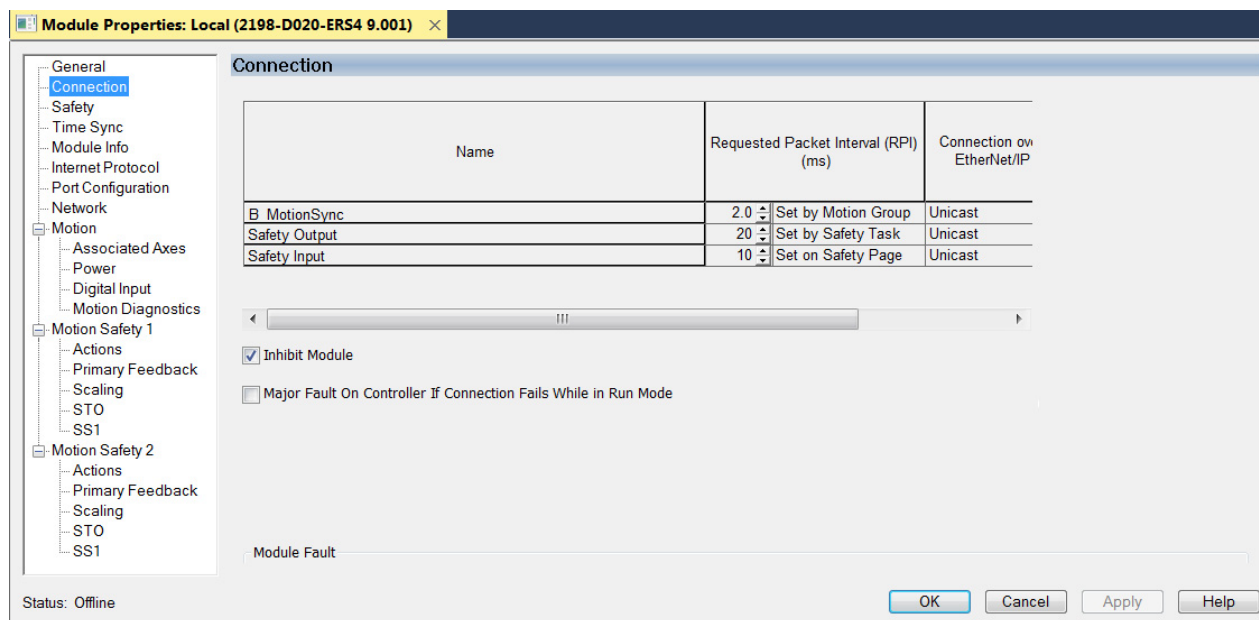 Module Properties: Local (2198-D020-ERS4 9.001)
General
Connection
Safety
Time Sync
Module Info
Internet Protocol
Port Configuration
Network
Motion
Associated Axes
Power
Digital Input
Motion Diagnostics
Motion Safety 1
Actions
Primary Feedback
Scaling
STO
SS1
Motion Safety 2
Actions
Primary Feedback
Scaling
STO
SS1
Connection
Name
Requested Packet Interval (RPI)
(ms)
Connection ov
EtherNet/IP
B_MotionSync 2.0 Set by Motion Group Unicast
Safety Output 20 Set by Safety Task Unicast
Safety Input 10 Set on Safety Page Unicast
Inhibit Module
Major Fault On Controller If Connection Fails While in Run Mode
Module Fault
Status: Offline
OK Cancel Apply Help